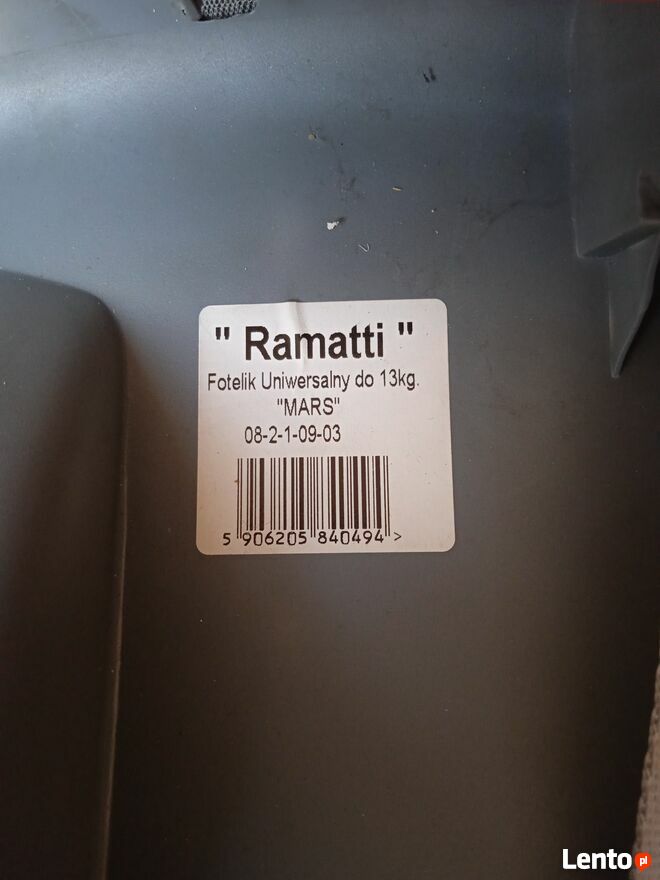 " Ramatti "
Fotelik Uniwersalny do 13kg.
"MARS"
08-2-1-09-03
5 906205 840494 >
Lento pl